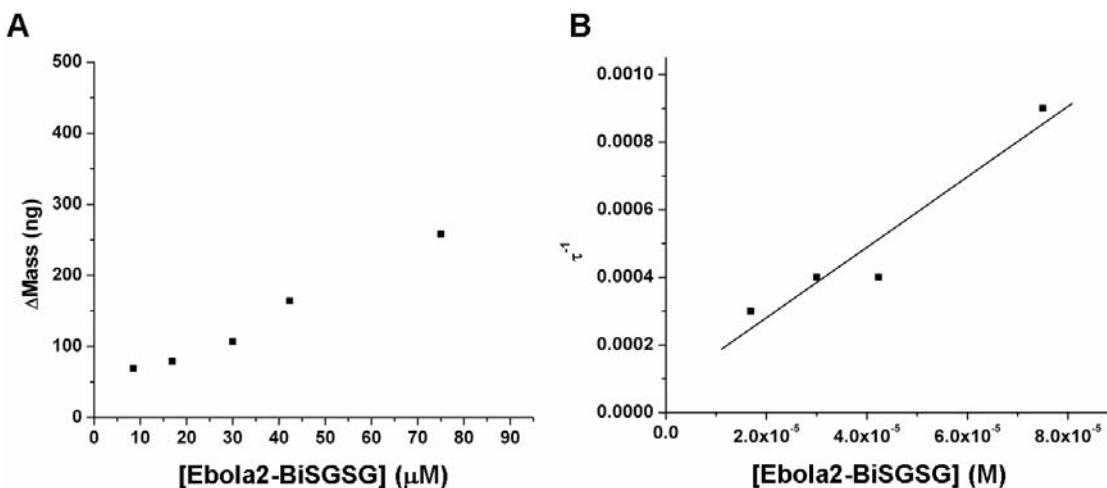 A
500
400
300
200
100
0
ΔMass (ng)
0 10 20 30 40 50 60 70 80 90
[Ebola2-BiSGSG] (μM)
B
0.0010
0.0008
0.0006
0.0004
0.0002
0.0000
τ⁻¹
0.0 2.0x10⁻⁵ 4.0x10⁻⁵ 6.0x10⁻⁵ 8.0x10⁻⁵
[Ebola2-BiSGSG] (M)